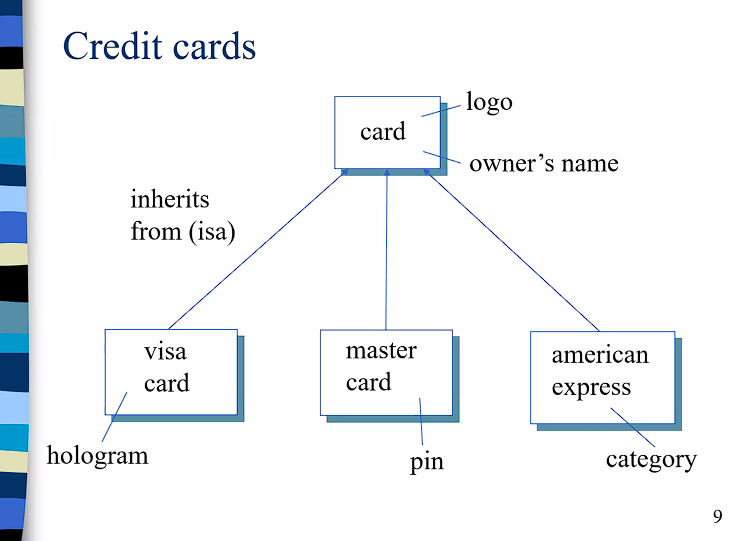 Credit cards
logo
card
owner's name
inherits
from (isa)
visa
card
master
card
american
express
hologram
pin
category
9